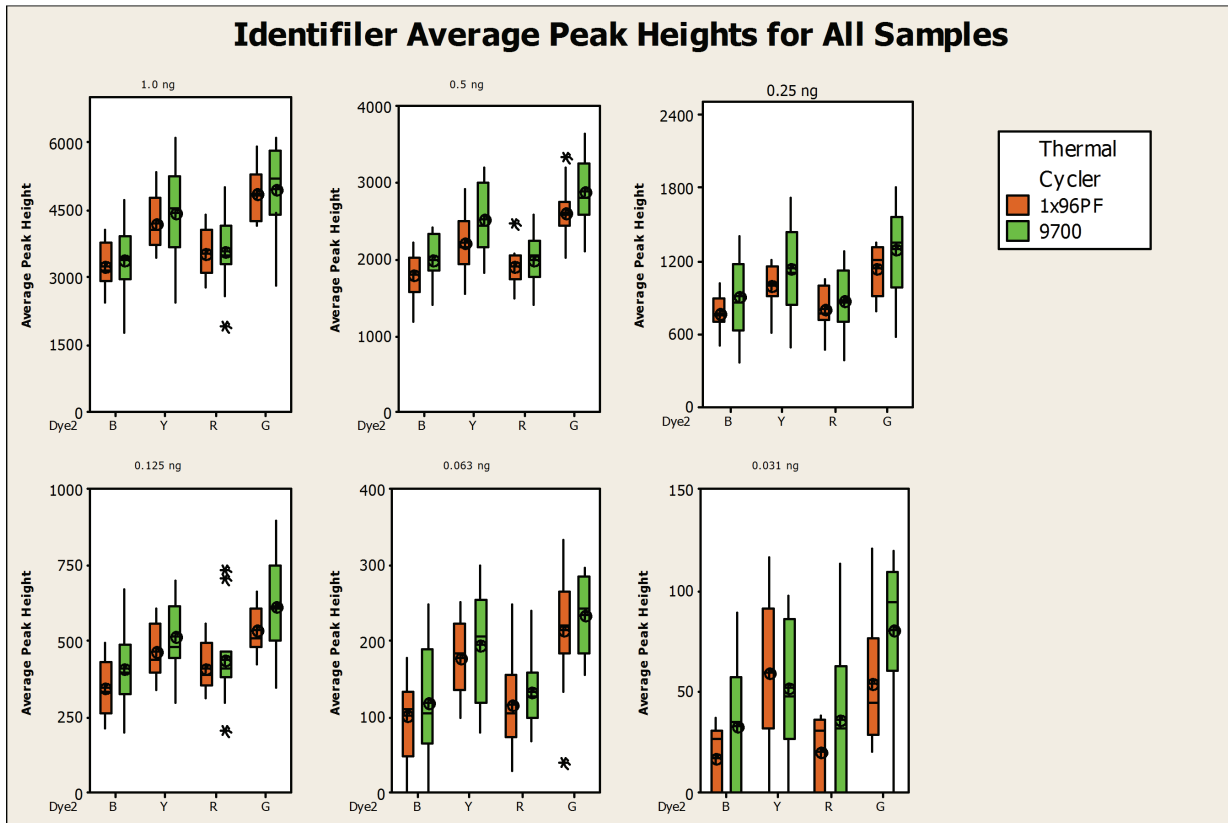 Identifiler Average Peak Heights for All Samples
1.0 ng
Average Peak Height
6000
4500
3000
1500
0
Dye2 B Y R G
0.5 ng
Average Peak Height
4000
3000
2000
1000
0
Dye2 B Y R G
0.25 ng
Average Peak Height
2400
1800
1200
600
0
Dye2 B Y R G
Thermal
Cycler
1x96PF
9700
0.125 ng
Average Peak Height
1000
750
500
250
0
Dye2 B Y R G
0.063 ng
Average Peak Height
400
300
200
100
0
Dye2 B Y R G
0.031 ng
Average Peak Height
150
100
50
0
Dye2 B Y R G